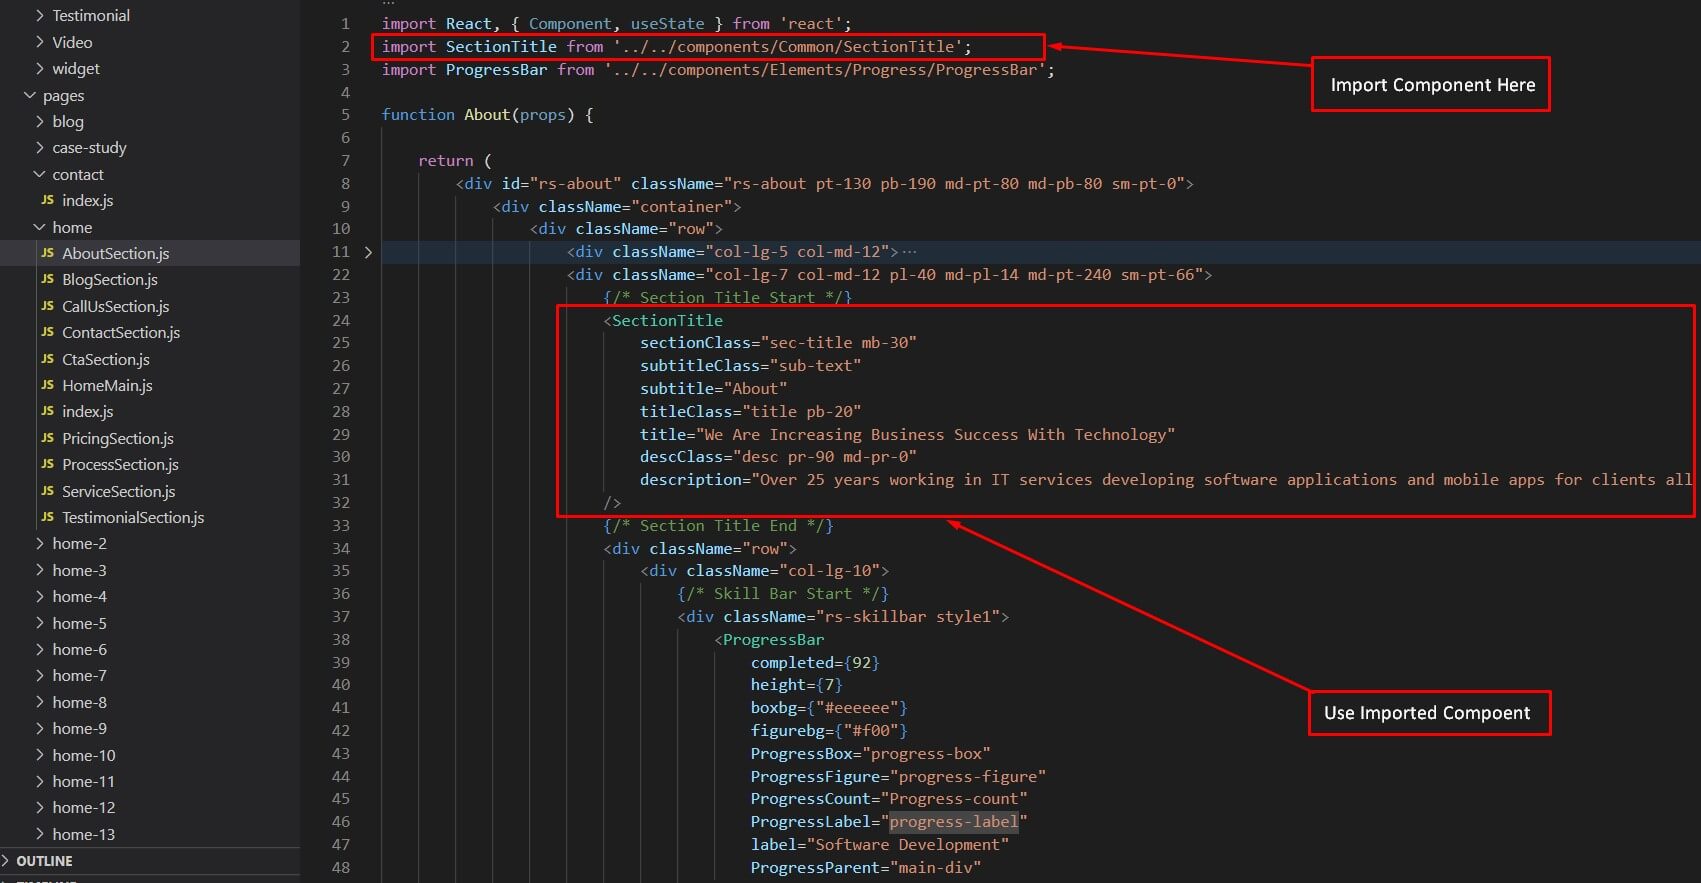 Testimonial
Video
widget
pages
blog
case-study
contact
JS index.js
home
JS AboutSection.js
JS BlogSection.js
JS CallUsSection.js
JS ContactSection.js
JS CtaSection.js
JS HomeMain.js
JS index.js
JS PricingSection.js
JS ProcessSection.js
JS ServiceSection.js
JS TestimonialSection.js
home-2
home-3
home-4
home-5
home-6
home-7
home-8
home-9
home-10
home-11
home-12
home-13
OUTLINE
1 import React, { Component, useState } from 'react';
2 import SectionTitle from '../../components/Common/SectionTitle';
3 import ProgressBar from '../../components/Elements/Progress/ProgressBar';
4
5 function About(props) {
6
7 return (
8 <div id="rs-about" className="rs-about pt-130 pb-190 md-pt-80 md-pb-80 sm-pt-0">
9 <div className="container">
10 <div className="row">
11 <div className="col-lg-5 col-md-12">···
22 <div className="col-lg-7 col-md-12 pl-40 md-pl-14 md-pt-240 sm-pt-66">
23 {/* Section Title Start */}
24 <SectionTitle
25 sectionClass="sec-title mb-30"
26 subtitleClass="sub-text"
27 subtitle="About"
28 titleClass="title pb-20"
29 title="We Are Increasing Business Success With Technology"
30 descClass="desc pr-90 md-pr-0"
31 description="Over 25 years working in IT services developing software applications and mobile apps for clients all
32 />
33 {/* Section Title End */}
34 <div className="row">
35 <div className="col-lg-10">
36 {/* Skill Bar Start */}
37 <div className="rs-skillbar style1">
38 <ProgressBar
39 completed={92}
40 height={7}
41 boxbg={"#eeeeee"}
42 figurebg={"#f00"}
43 ProgressBox="progress-box"
44 ProgressFigure="progress-figure"
45 ProgressCount="Progress-count"
46 ProgressLabel="progress-label"
47 label="Software Development"
48 ProgressParent="main-div"
Import Component Here
Use Imported Compoent